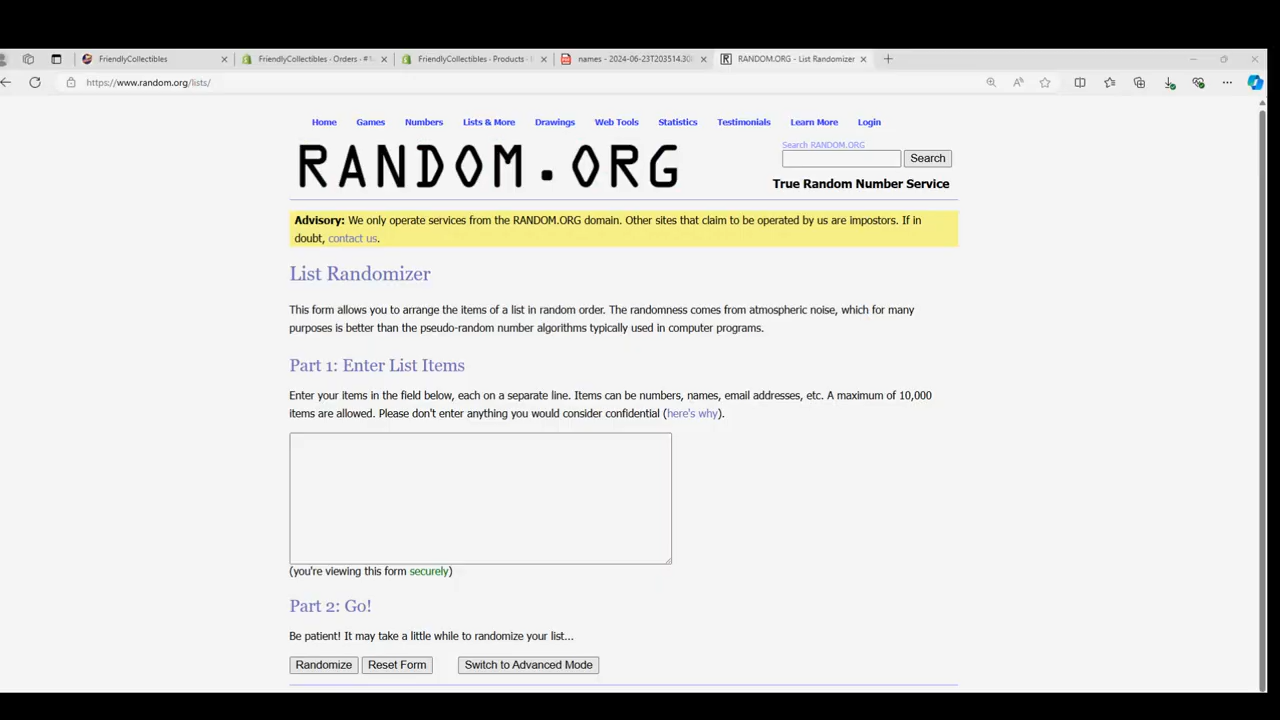 FriendlyCollectibles
FriendlyCollectibles - Orders - #1
FriendlyCollectibles - Products -
names - 2024-06-23T203514.30
RANDOM.ORG - List Randomizer
https://www.random.org/lists/
Home Games Numbers Lists & More Drawings Web Tools Statistics Testimonials Learn More Login
RANDOM.ORG
Search RANDOM.ORG
Search
True Random Number Service
Advisory: We only operate services from the RANDOM.ORG domain. Other sites that claim to be operated by us are impostors. If in
doubt, contact us.
List Randomizer
This form allows you to arrange the items of a list in random order. The randomness comes from atmospheric noise, which for many
purposes is better than the pseudo-random number algorithms typically used in computer programs.
Part 1: Enter List Items
Enter your items in the field below, each on a separate line. Items can be numbers, names, email addresses, etc. A maximum of 10,000
items are allowed. Please don't enter anything you would consider confidential (here's why).
(you're viewing this form securely)
Part 2: Go!
Be patient! It may take a little while to randomize your list...
Randomize Reset Form Switch to Advanced Mode